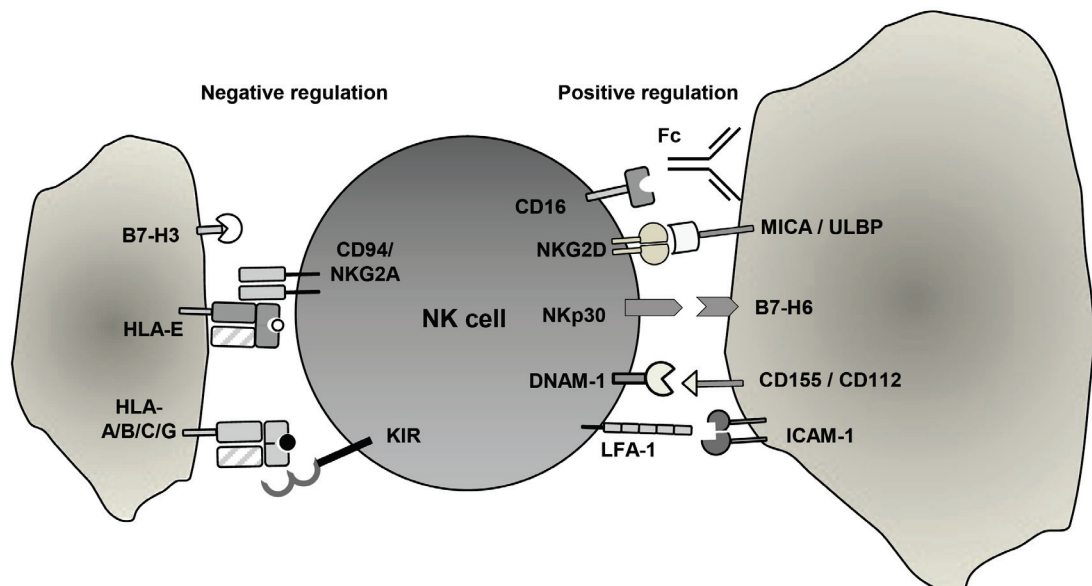 Negative regulation
Positive regulation
Fc
CD16
B7-H3
MICA / ULBP
NKG2D
CD94/
NKG2A
NK cell
NKp30
B7-H6
HLA-E
DNAM-1
CD155 / CD112
HLA-
A/B/C/G
KIR
LFA-1
ICAM-1